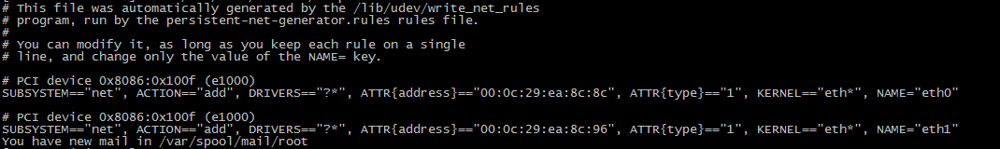 # This file was automatically generated by the /lib/udev/write_net_rules
# program, run by the persistent-net-generator.rules rules file.
#
# You can modify it, as long as you keep each rule on a single
# line, and change only the value of the NAME= key.
# PCI device 0x8086:0x100f (e1000)
SUBSYSTEM=="net", ACTION=="add", DRIVERS=="?*", ATTR{address}=="00:0c:29:ea:8c:8c", ATTR{type}=="1", KERNEL=="eth*", NAME="eth0"
# PCI device 0x8086:0x100f (e1000)
SUBSYSTEM=="net", ACTION=="add", DRIVERS=="?*", ATTR{address}=="00:0c:29:ea:8c:96", ATTR{type}=="1", KERNEL=="eth*", NAME="eth1"
You have new mail in /var/spool/mail/root